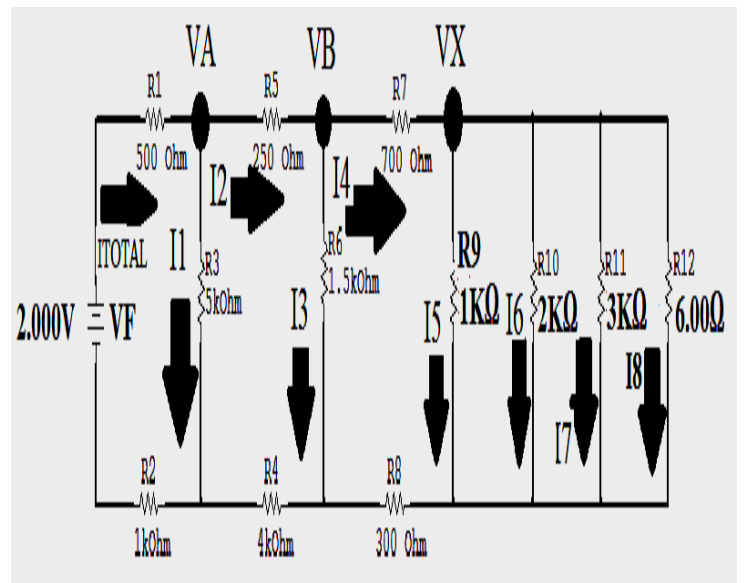 VA
VB
VX
R1
R5
R7
500 Ohm
250 Ohm
700 Ohm
I2
I4
ITOTAL
I1
R3
5kOhm
R6
1.5kOhm
R9
1KΩ
R10
2KΩ
R11
3KΩ
R12
6.00Ω
2.000V
VF
I3
I5
I6
I7
I8
R2
1kOhm
R4
4kOhm
R8
300 Ohm